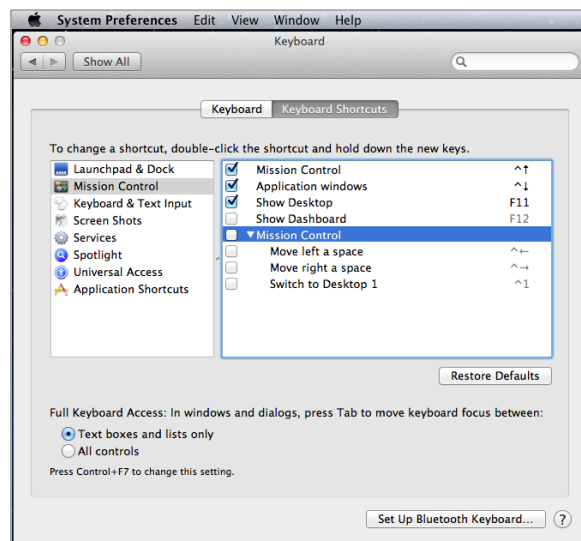 System Preferences Edit View Window Help
Keyboard
Show All
Keyboard Keyboard Shortcuts
To change a shortcut, double-click the shortcut and hold down the new keys.
Launchpad & Dock
Mission Control
Keyboard & Text Input
Screen Shots
Services
Spotlight
Universal Access
Application Shortcuts
Mission Control ^↑
Application windows ^↓
Show Desktop F11
Show Dashboard F12
Mission Control
Move left a space ^←
Move right a space ^→
Switch to Desktop 1 ^1
Restore Defaults
Full Keyboard Access: In windows and dialogs, press Tab to move keyboard focus between:
Text boxes and lists only
All controls
Press Control+F7 to change this setting.
Set Up Bluetooth Keyboard... ?